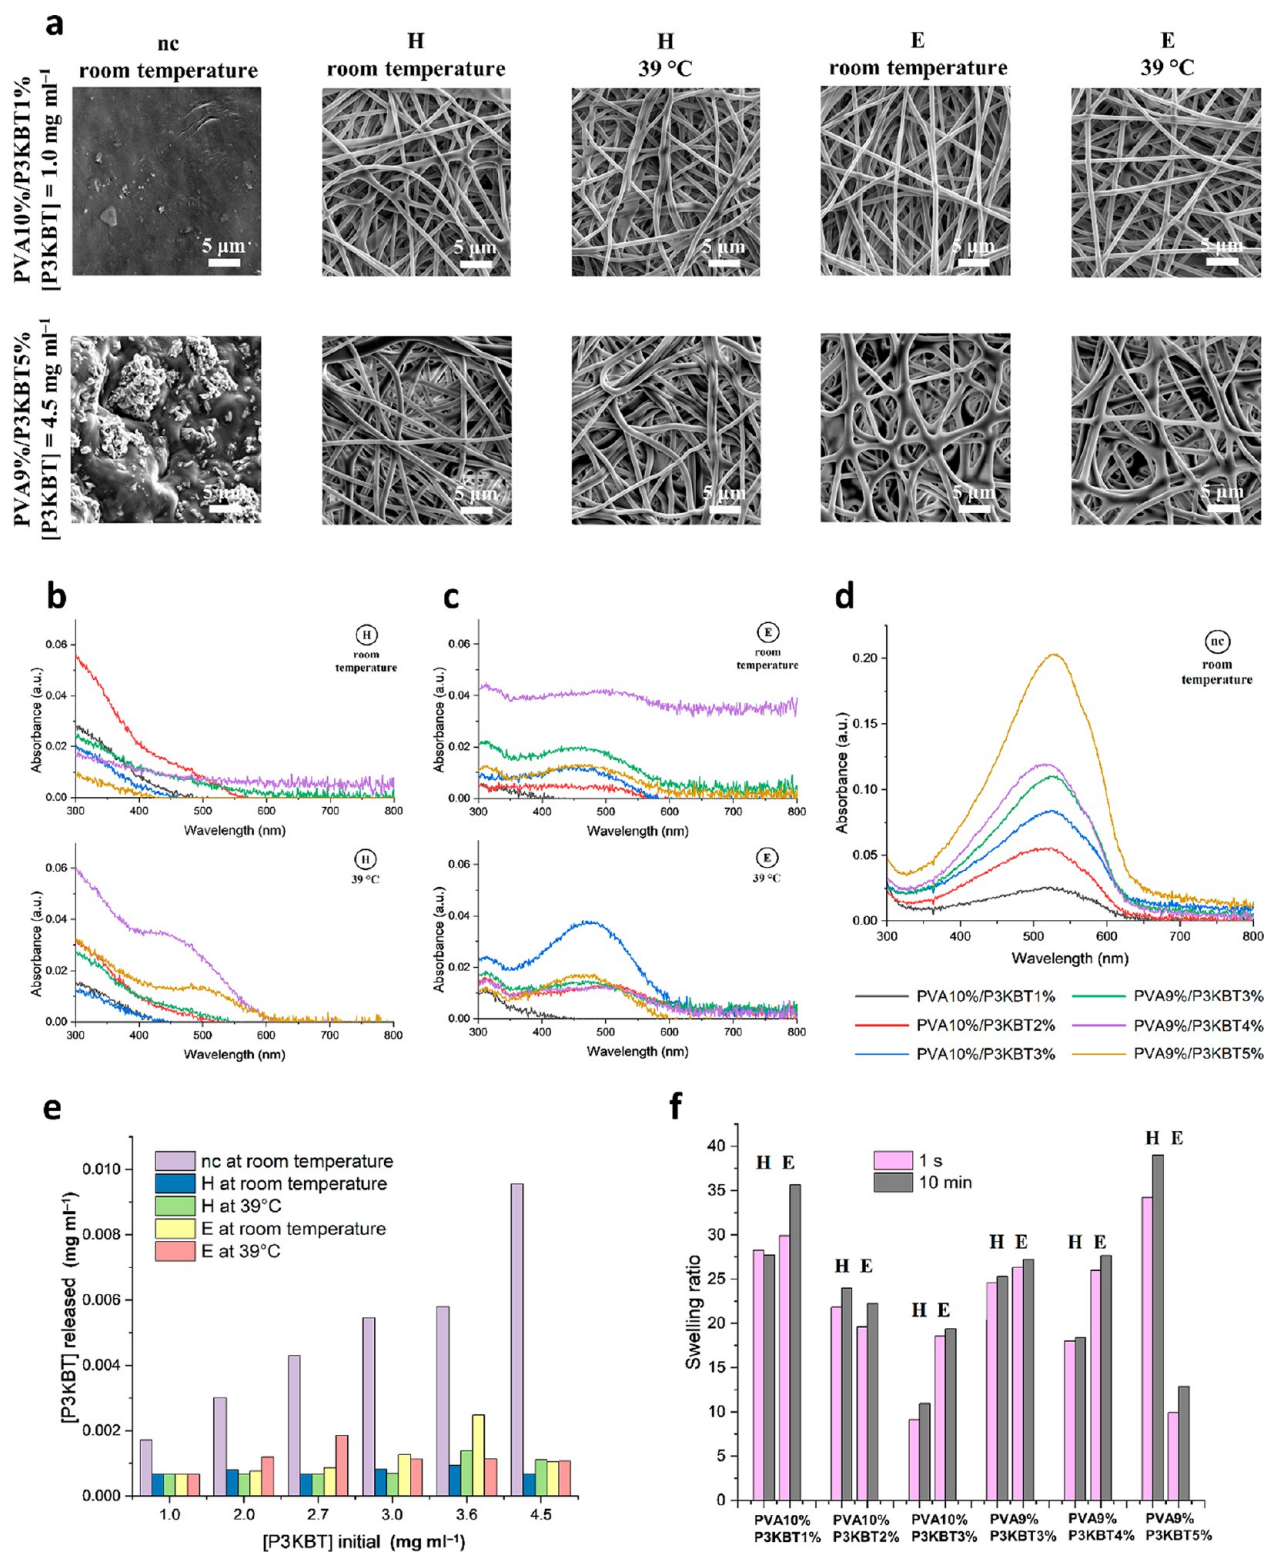 a
nc
room temperature
H
room temperature
H
39 °C
E
room temperature
E
39 °C
PVA10%/P3KBT1%
[P3KBT] = 1.0 mg ml⁻¹
5 µm
5 µm
5 µm
5 µm
5 µm
PVA9%/P3KBT5%
[P3KBT] = 4.5 mg ml⁻¹
5 µm
5 µm
5 µm
5 µm
5 µm
b
H
room
temperature
Absorbance (a.u.)
0.06
0.04
0.02
0.00
300 400 500 600 700 800
Wavelength (nm)
H
39 °C
Absorbance (a.u.)
0.06
0.04
0.02
0.00
300 400 500 600 700 800
Wavelength (nm)
c
E
room
temperature
Absorbance (a.u.)
0.06
0.04
0.02
0.00
300 400 500 600 700 800
Wavelength (nm)
E
39 °C
Absorbance (a.u.)
0.06
0.04
0.02
0.00
300 400 500 600 700 800
Wavelength (nm)
d
nc
room
temperature
Absorbance (a.u.)
0.20
0.15
0.10
0.05
0.00
300 400 500 600 700 800
Wavelength (nm)
PVA10%/P3KBT1%
PVA9%/P3KBT3%
PVA10%/P3KBT2%
PVA9%/P3KBT4%
PVA10%/P3KBT3%
PVA9%/P3KBT5%
e
[P3KBT] released (mg ml⁻¹)
0.010
0.008
0.006
0.004
0.002
0.000
nc at room temperature
H at room temperature
H at 39°C
E at room temperature
E at 39°C
1.0 2.0 2.7 3.0 3.6 4.5
[P3KBT] initial (mg ml⁻¹)
f
Swelling ratio
40
35
30
25
20
15
10
5
0
1 s
10 min
H E
H E
H E
H E
H E
H E
PVA10%
P3KBT1%
PVA10%
P3KBT2%
PVA10%
P3KBT3%
PVA9%
P3KBT3%
PVA9%
P3KBT4%
PVA9%
P3KBT5%